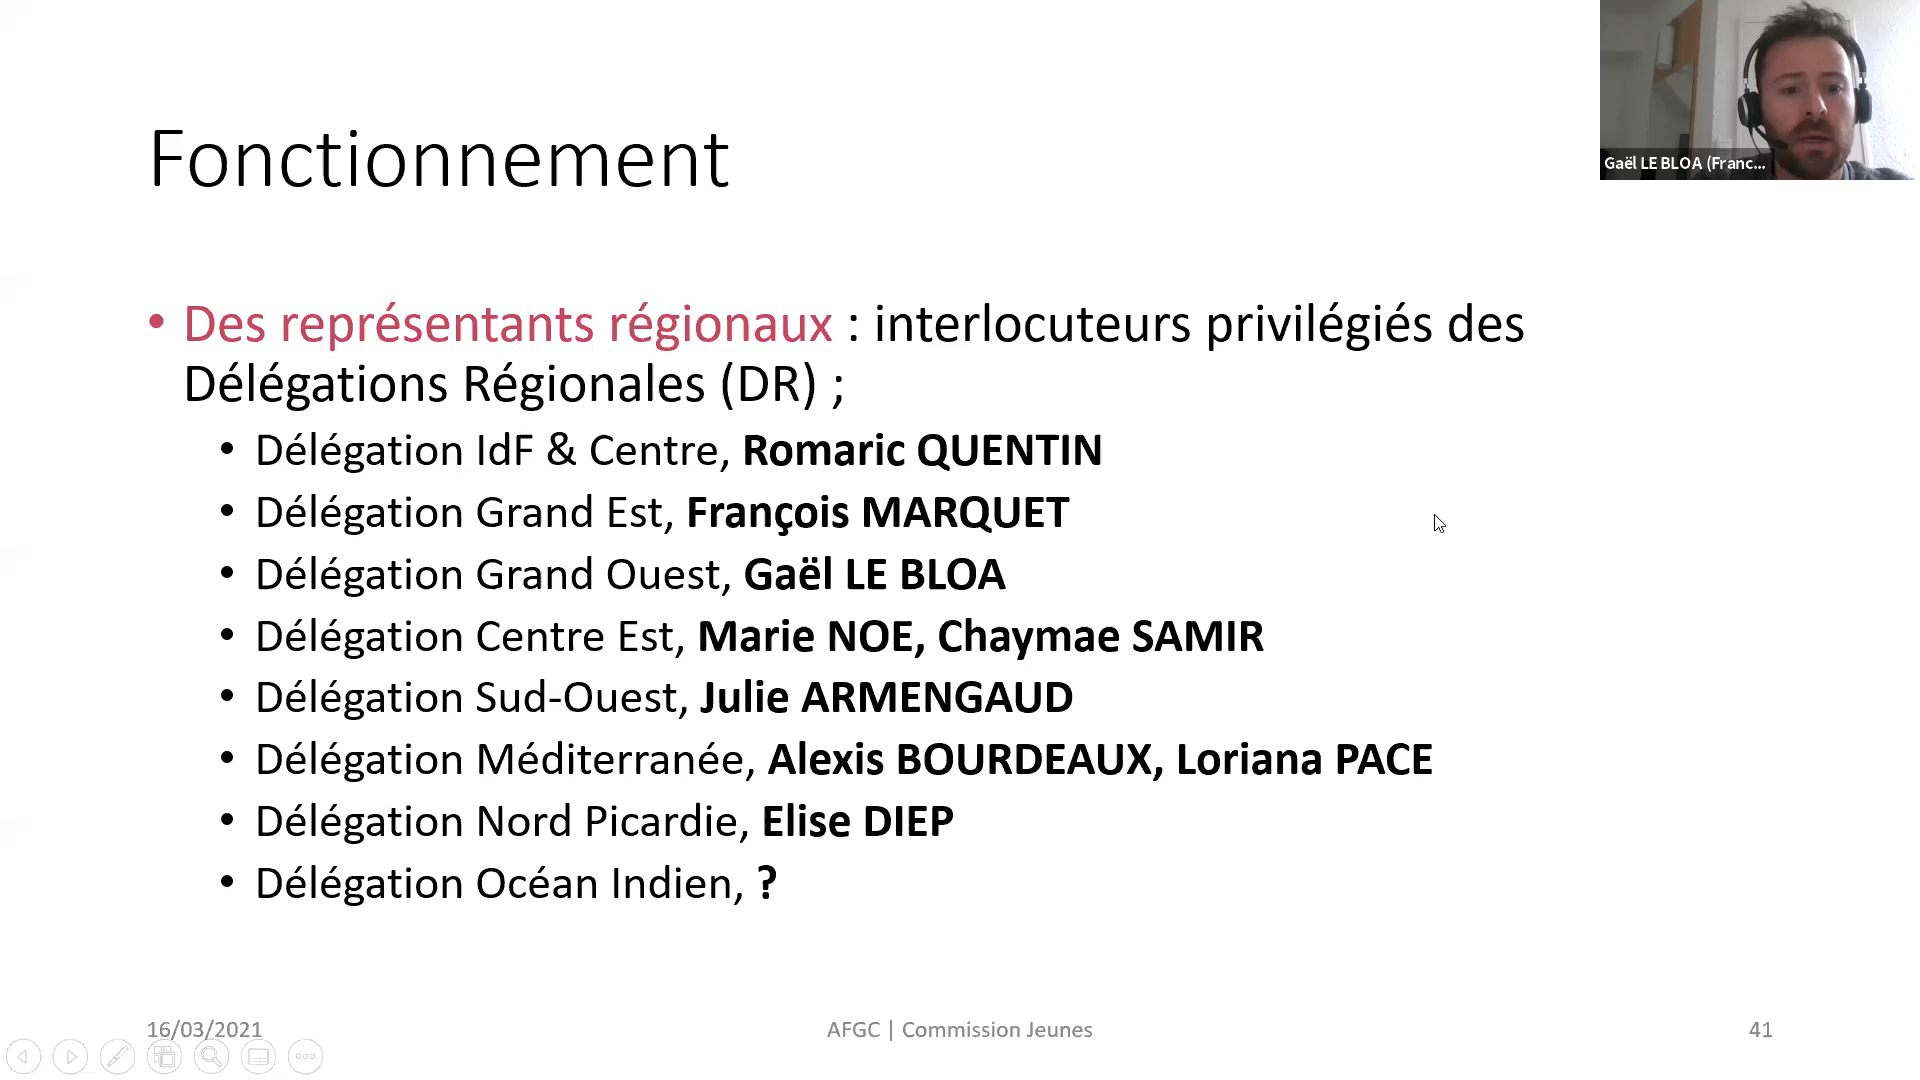 Gaël LE BLOA (Franc...
Fonctionnement
• Des représentants régionaux : interlocuteurs privilégiés des
Délégations Régionales (DR) ;
• Délégation IdF & Centre, Romaric QUENTIN
• Délégation Grand Est, François MARQUET
• Délégation Grand Ouest, Gaël LE BLOA
• Délégation Centre Est, Marie NOE, Chaymae SAMIR
• Délégation Sud-Ouest, Julie ARMENGAUD
• Délégation Méditerranée, Alexis BOURDEAUX, Loriana PACE
• Délégation Nord Picardie, Elise DIEP
• Délégation Océan Indien, ?
16/03/2021
AFGC | Commission Jeunes
41